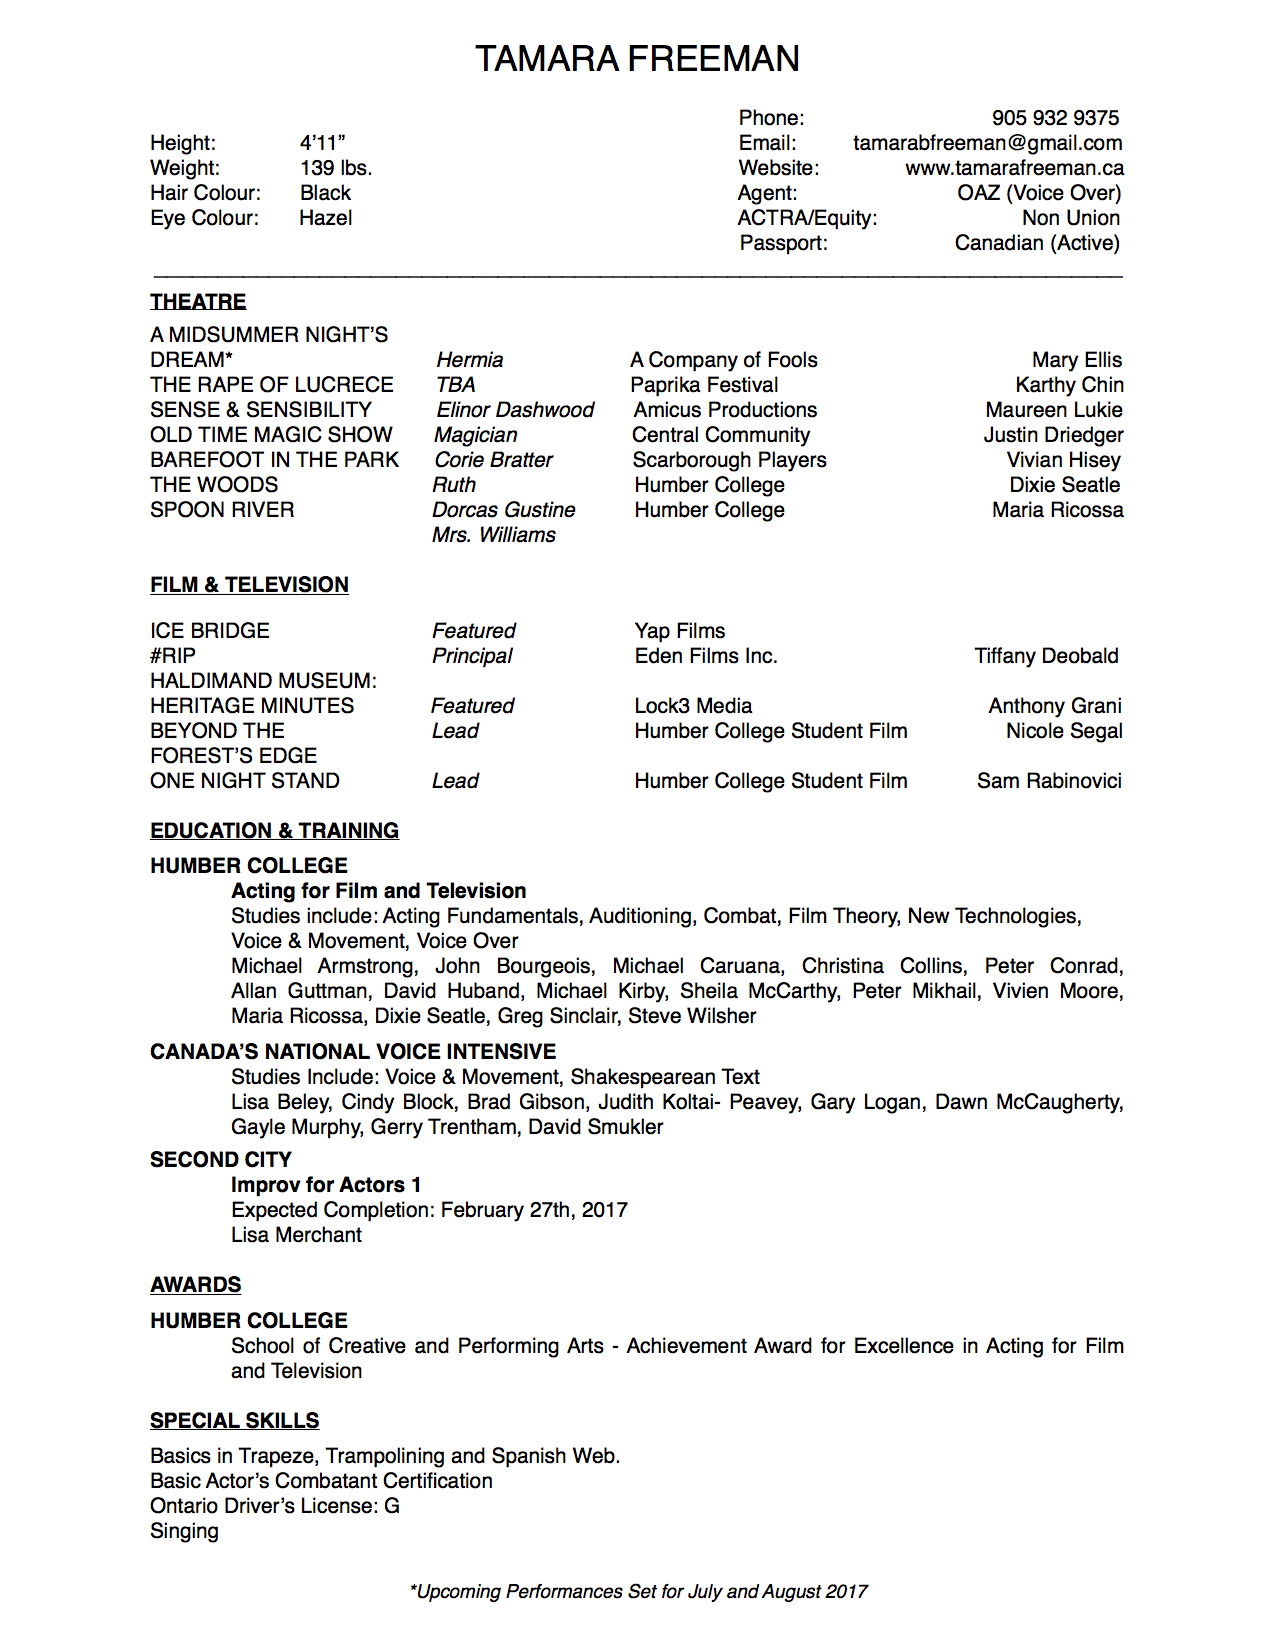 TAMARA FREEMAN
Phone: 905 932 9375
Height: 4’11” Email: tamarabfreeman@gmail.com
Weight: 139 lbs. Website: www.tamarafreeman.ca
Hair Colour: Black Agent: OAZ (Voice Over)
Eye Colour: Hazel ACTRA/Equity: Non Union
Passport: Canadian (Active)
THEATRE
A MIDSUMMER NIGHT’S
DREAM* Hermia A Company of Fools Mary Ellis
THE RAPE OF LUCRECE TBA Paprika Festival Karthy Chin
SENSE & SENSIBILITY Elinor Dashwood Amicus Productions Maureen Lukie
OLD TIME MAGIC SHOW Magician Central Community Justin Driedger
BAREFOOT IN THE PARK Corie Bratter Scarborough Players Vivian Hisey
THE WOODS Ruth Humber College Dixie Seatle
SPOON RIVER Dorcas Gustine Humber College Maria Ricossa
Mrs. Williams
FILM & TELEVISION
ICE BRIDGE Featured Yap Films
#RIP Principal Eden Films Inc. Tiffany Deobald
HALDIMAND MUSEUM:
HERITAGE MINUTES Featured Lock3 Media Anthony Grani
BEYOND THE Lead Humber College Student Film Nicole Segal
FOREST’S EDGE
ONE NIGHT STAND Lead Humber College Student Film Sam Rabinovici
EDUCATION & TRAINING
HUMBER COLLEGE
Acting for Film and Television
Studies include: Acting Fundamentals, Auditioning, Combat, Film Theory, New Technologies,
Voice & Movement, Voice Over
Michael Armstrong, John Bourgeois, Michael Caruana, Christina Collins, Peter Conrad,
Allan Guttman, David Huband, Michael Kirby, Sheila McCarthy, Peter Mikhail, Vivien Moore,
Maria Ricossa, Dixie Seatle, Greg Sinclair, Steve Wilsher
CANADA’S NATIONAL VOICE INTENSIVE
Studies Include: Voice & Movement, Shakespearean Text
Lisa Beley, Cindy Block, Brad Gibson, Judith Koltai- Peavey, Gary Logan, Dawn McCaugherty,
Gayle Murphy, Gerry Trentham, David Smukler
SECOND CITY
Improv for Actors 1
Expected Completion: February 27th, 2017
Lisa Merchant
AWARDS
HUMBER COLLEGE
School of Creative and Performing Arts - Achievement Award for Excellence in Acting for Film
and Television
SPECIAL SKILLS
Basics in Trapeze, Trampolining and Spanish Web.
Basic Actor’s Combatant Certification
Ontario Driver’s License: G
Singing
*Upcoming Performances Set for July and August 2017